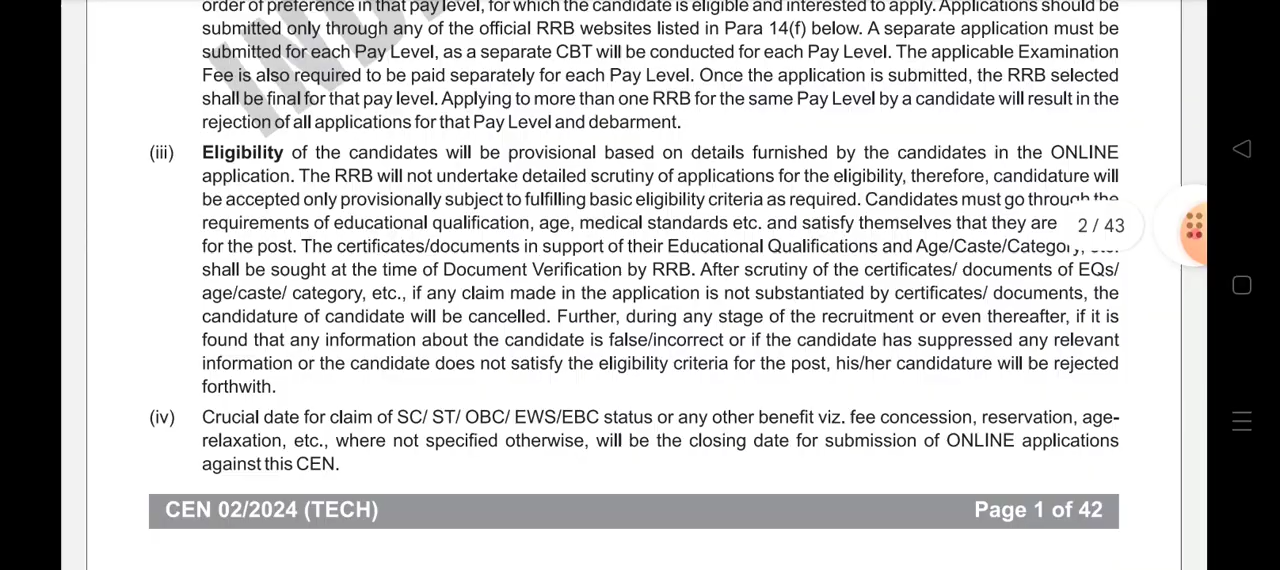 order of preference in that pay level, for which the candidate is eligible and interested to apply. Applications should be
submitted only through any of the official RRB websites listed in Para 14(f) below. A separate application must be
submitted for each Pay Level, as a separate CBT will be conducted for each Pay Level. The applicable Examination
Fee is also required to be paid separately for each Pay Level. Once the application is submitted, the RRB selected
shall be final for that pay level. Applying to more than one RRB for the same Pay Level by a candidate will result in the
rejection of all applications for that Pay Level and debarment.
(iii) Eligibility of the candidates will be provisional based on details furnished by the candidates in the ONLINE
application. The RRB will not undertake detailed scrutiny of applications for the eligibility, therefore, candidature will
be accepted only provisionally subject to fulfilling basic eligibility criteria as required. Candidates must go through the
requirements of educational qualification, age, medical standards etc. and satisfy themselves that they are
2 / 43
for the post. The certificates/documents in support of their Educational Qualifications and Age/Caste/Category, etc.
shall be sought at the time of Document Verification by RRB. After scrutiny of the certificates/ documents of EQs/
age/caste/ category, etc., if any claim made in the application is not substantiated by certificates/ documents, the
candidature of candidate will be cancelled. Further, during any stage of the recruitment or even thereafter, if it is
found that any information about the candidate is false/incorrect or if the candidate has suppressed any relevant
information or the candidate does not satisfy the eligibility criteria for the post, his/her candidature will be rejected
forthwith.
(iv) Crucial date for claim of SC/ ST/ OBC/ EWS/EBC status or any other benefit viz. fee concession, reservation, age-
relaxation, etc., where not specified otherwise, will be the closing date for submission of ONLINE applications
against this CEN.
CEN 02/2024 (TECH) Page 1 of 42